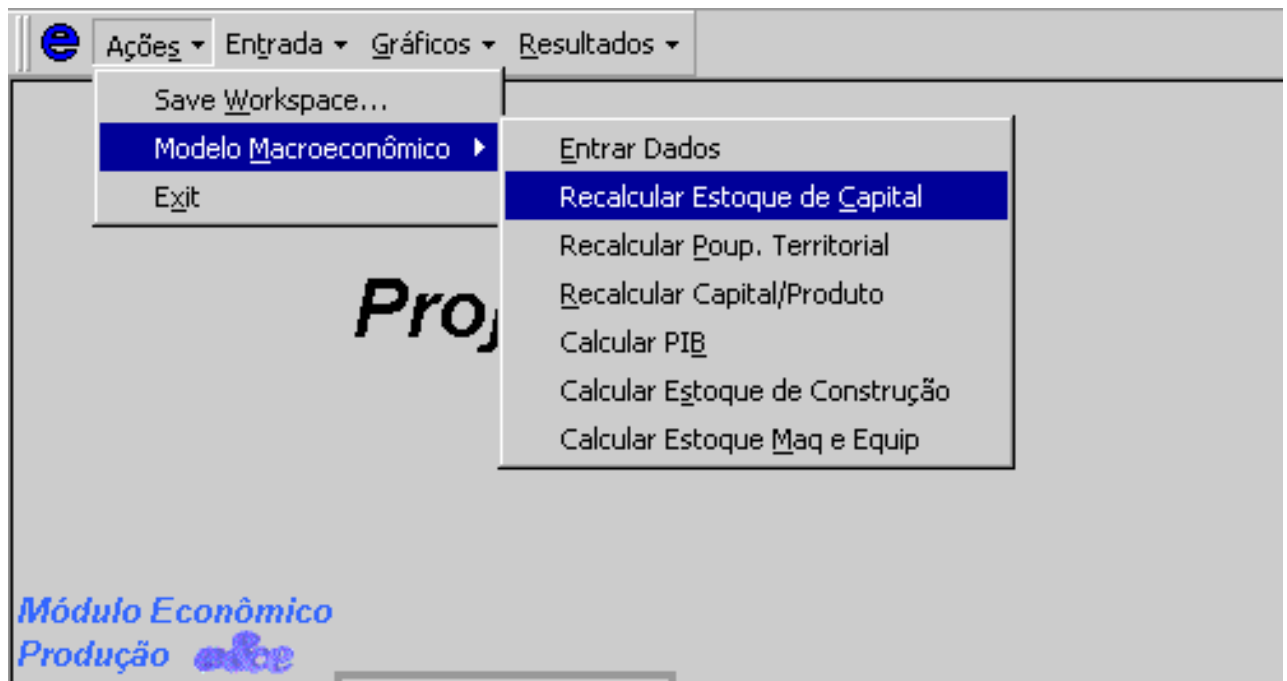 e Ações Entrada Gráficos Resultados
Save Workspace...
Modelo Macroeconômico
Exit
Entrar Dados
Recalcular Estoque de Capital
Recalcular Poup. Territorial
Recalcular Capital/Produto
Calcular PIB
Calcular Estoque de Construção
Calcular Estoque Maq e Equip
Proj
Módulo Econômico
Produção e&e